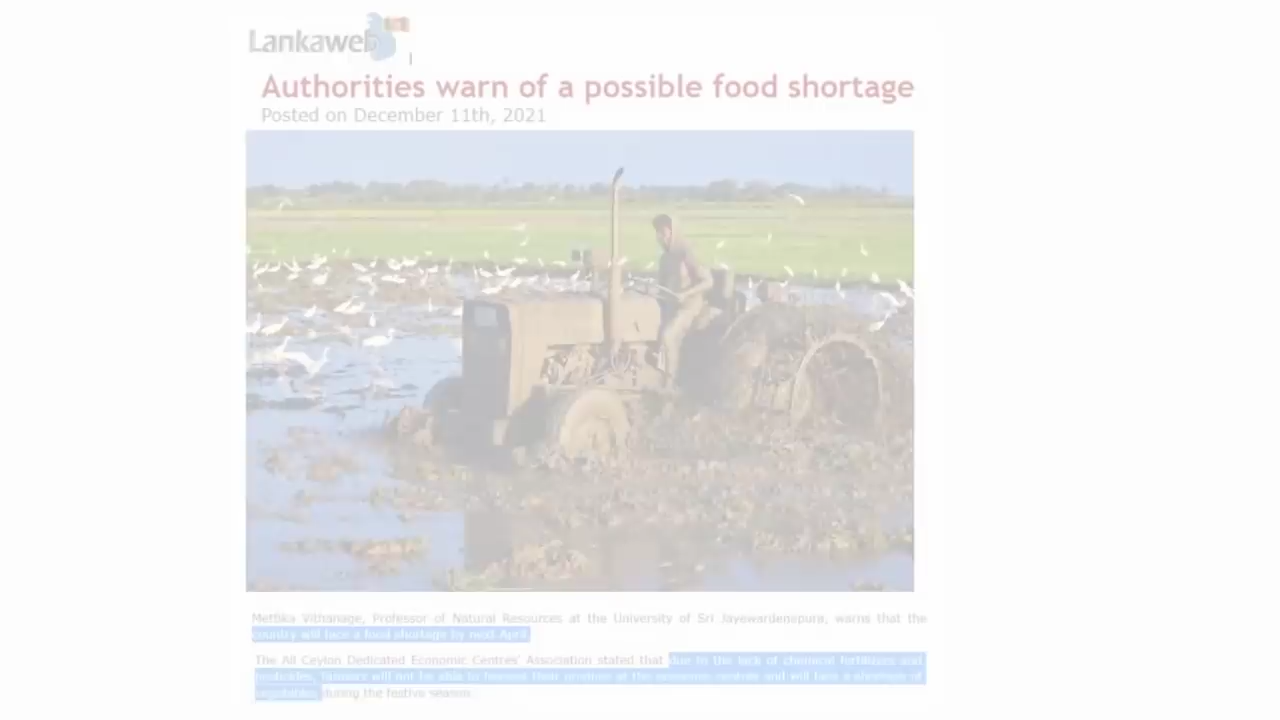 Lankaweb
Authorities warn of a possible food shortage
Posted on December 11th, 2021
Mettika Vithanage, Professor of Natural Resources at the University of Sri Jayewardenepura, warns that the
country will face a food shortage by next April.
The All Ceylon Dedicated Economic Centres' Association stated that due to the lack of chemical fertilizers and
pesticides, farmers will not be able to harvest their produce at the economic centres and will face a shortage of
vegetables during the festive season.